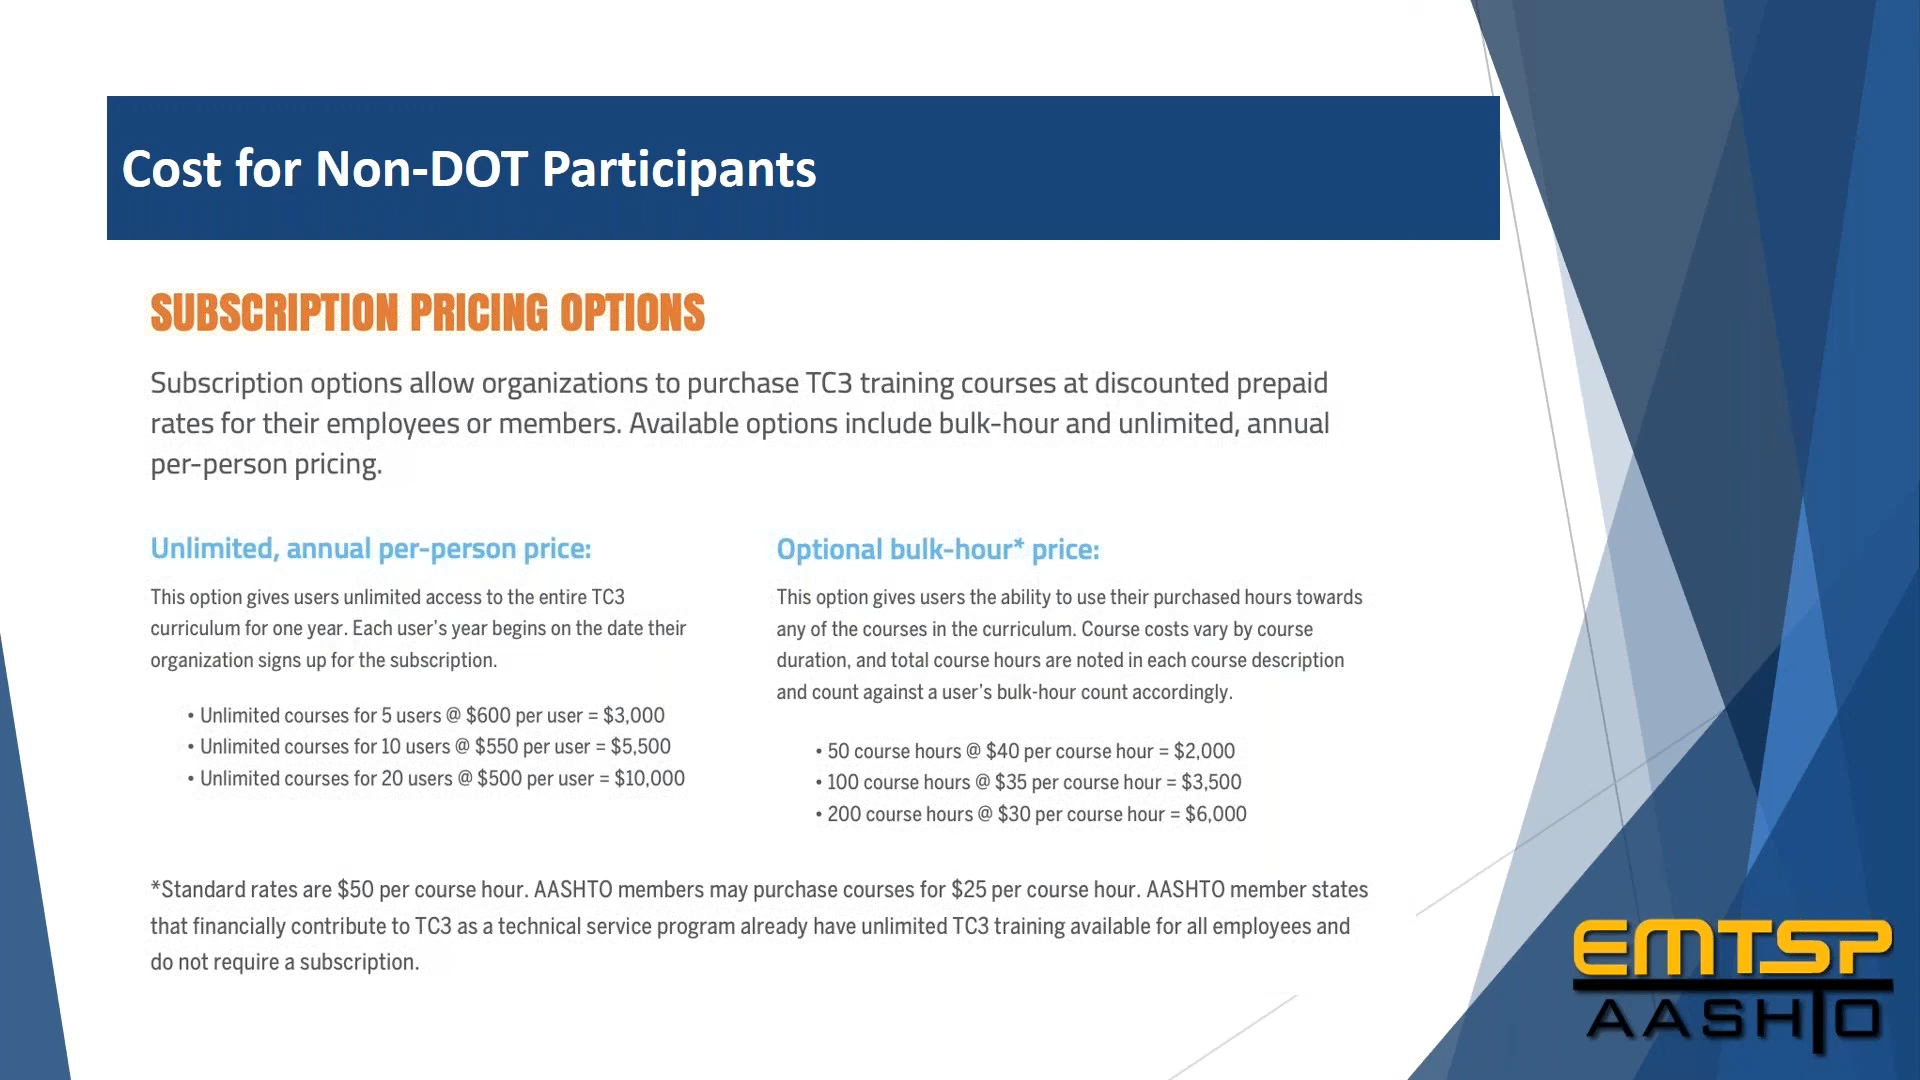 Cost for Non-DOT Participants
SUBSCRIPTION PRICING OPTIONS
Subscription options allow organizations to purchase TC3 training courses at discounted prepaid
rates for their employees or members. Available options include bulk-hour and unlimited, annual
per-person pricing.
Unlimited, annual per-person price:
This option gives users unlimited access to the entire TC3
curriculum for one year. Each user's year begins on the date their
organization signs up for the subscription.
• Unlimited courses for 5 users @ $600 per user = $3,000
• Unlimited courses for 10 users @ $550 per user = $5,500
• Unlimited courses for 20 users @ $500 per user = $10,000
Optional bulk-hour* price:
This option gives users the ability to use their purchased hours towards
any of the courses in the curriculum. Course costs vary by course
duration, and total course hours are noted in each course description
and count against a user's bulk-hour count accordingly.
• 50 course hours @ $40 per course hour = $2,000
• 100 course hours @ $35 per course hour = $3,500
• 200 course hours @ $30 per course hour = $6,000
*Standard rates are $50 per course hour. AASHTO members may purchase courses for $25 per course hour. AASHTO member states
that financially contribute to TC3 as a technical service program already have unlimited TC3 training available for all employees and
do not require a subscription.
EMTSP
AASHTO